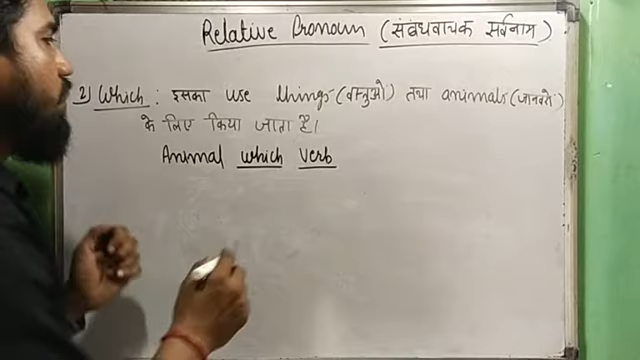 Relative Pronoun (संबंधवाचक सर्वनाम)
2) Which : इसका use things (वस्तुओं) तथा animals (जानवरों)
के लिए किया जाता है।
Animal which verb